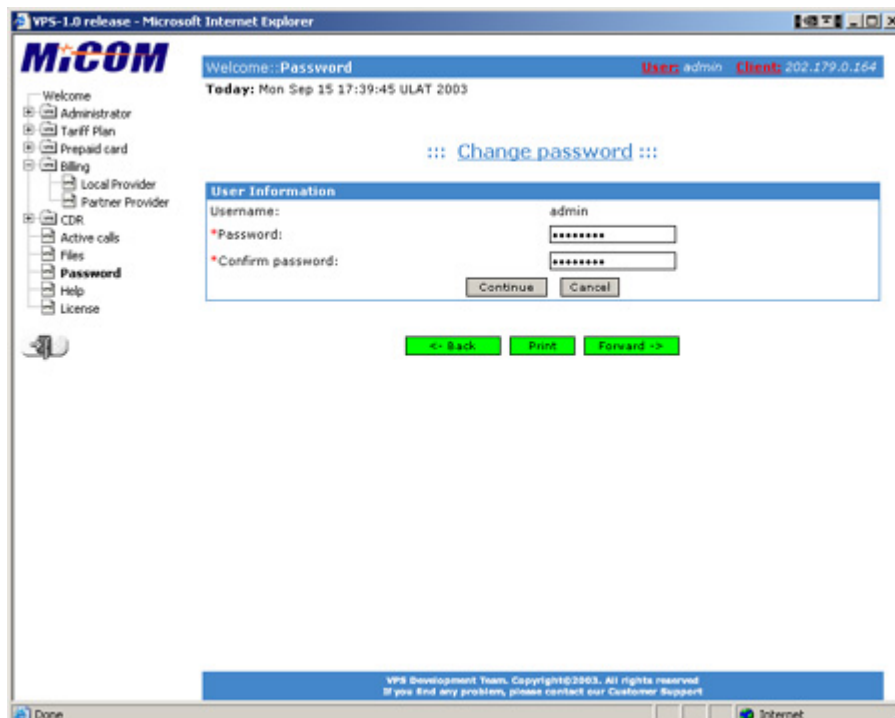 VPS-1.0 release - Microsoft Internet Explorer
MiCOM
Welcome::Password User: admin Client: 202.179.0.164
Today: Mon Sep 15 17:39:45 ULAT 2003
Welcome
Administrator
Tariff Plan
Prepaid card
Billing
Local Provider
Partner Provider
CDR
Active calls
Files
Password
Help
License
::: Change password :::
User Information
Username: admin
*Password: ••••••••
*Confirm password: ••••••••
Continue Cancel
<- Back Print Forward ->
VPS Development Team. Copyright©2003. All rights reserved
If you find any problem, please contact our Customer Support
Done Internet